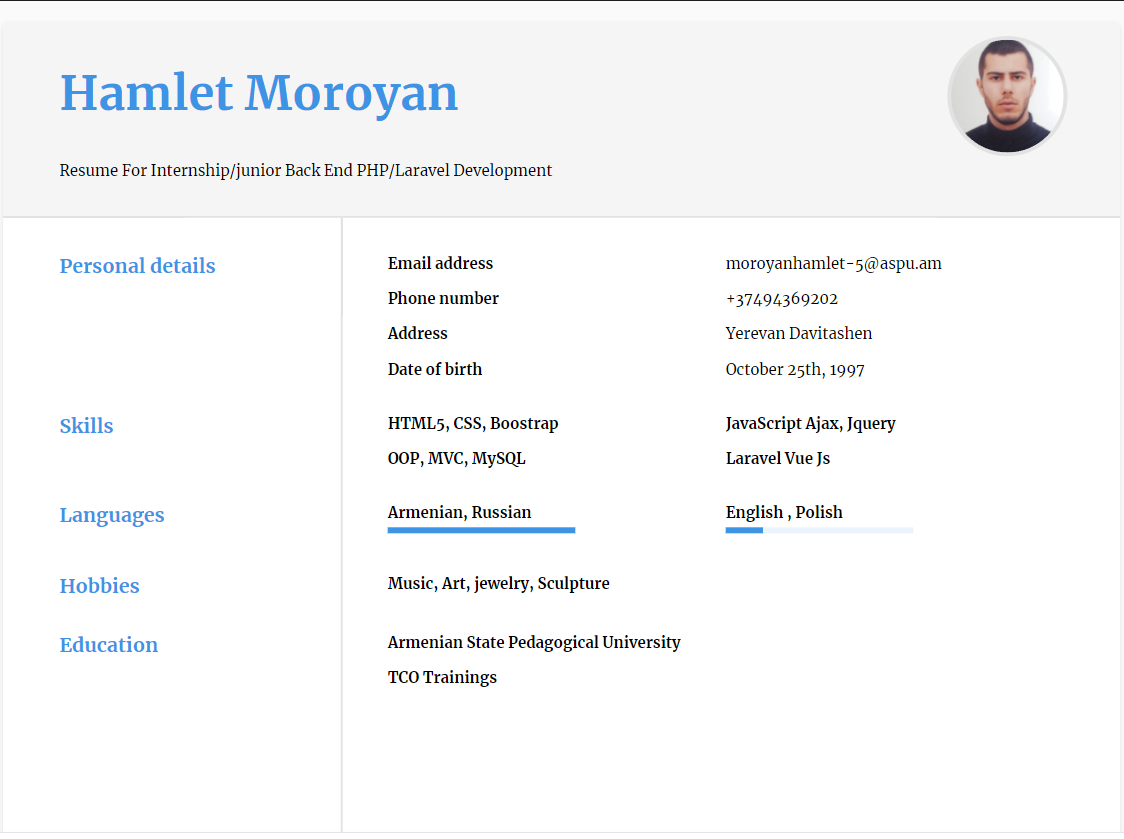 Hamlet Moroyan
Resume For Internship/junior Back End PHP/Laravel Development
Personal details
Email address moroyanhamlet-5@aspu.am
Phone number +37494369202
Address Yerevan Davitashen
Date of birth October 25th, 1997
Skills
HTML5, CSS, Boostrap JavaScript Ajax, Jquery
OOP, MVC, MySQL Laravel Vue Js
Languages
Armenian, Russian English , Polish
Hobbies
Music, Art, jewelry, Sculpture
Education
Armenian State Pedagogical University
TCO Trainings